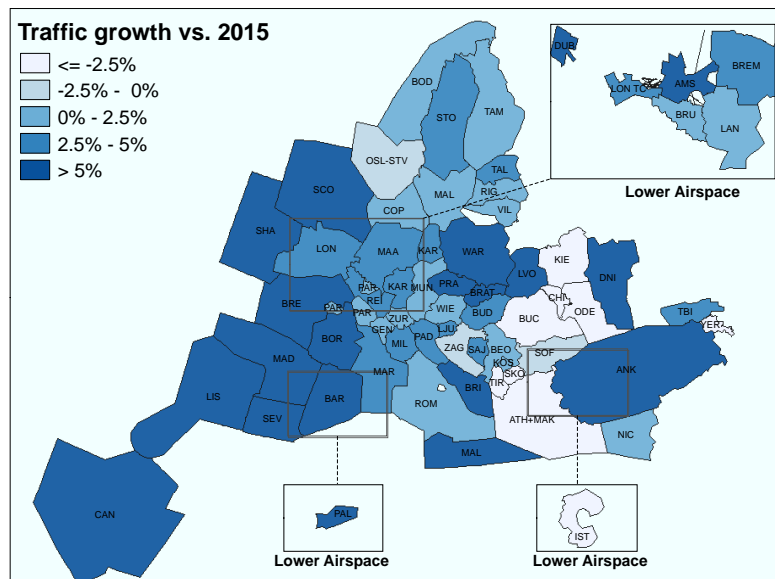 Traffic growth vs. 2015
<= -2.5%
-2.5% - 0%
0% - 2.5%
2.5% - 5%
> 5%
DUB
BREM
LON TC
AMS
BRU
LAN
Lower Airspace
BOD
STO
TAM
OSL-STV
TAL
RIG
VIL
MAL
COP
SCO
SHA
LON
MAA
KAR
WAR
KIE
DNI
LVO
PAR
KAR
MUN
PRA
BRAT
REI
CHI
ODE
BRE
PAR
PAR
ZUR
WIE
BUD
BUC
TBI
YER
GEN
LJU
BOR
MIL
PAD
ZAG
SAJ
BEO
SOF
KOS
MAD
MAR
SKO
TIR
ANK
LIS
BAR
BRI
ROM
SEV
ATH+MAK
NIC
MAL
CAN
PAL
IST
Lower Airspace
Lower Airspace